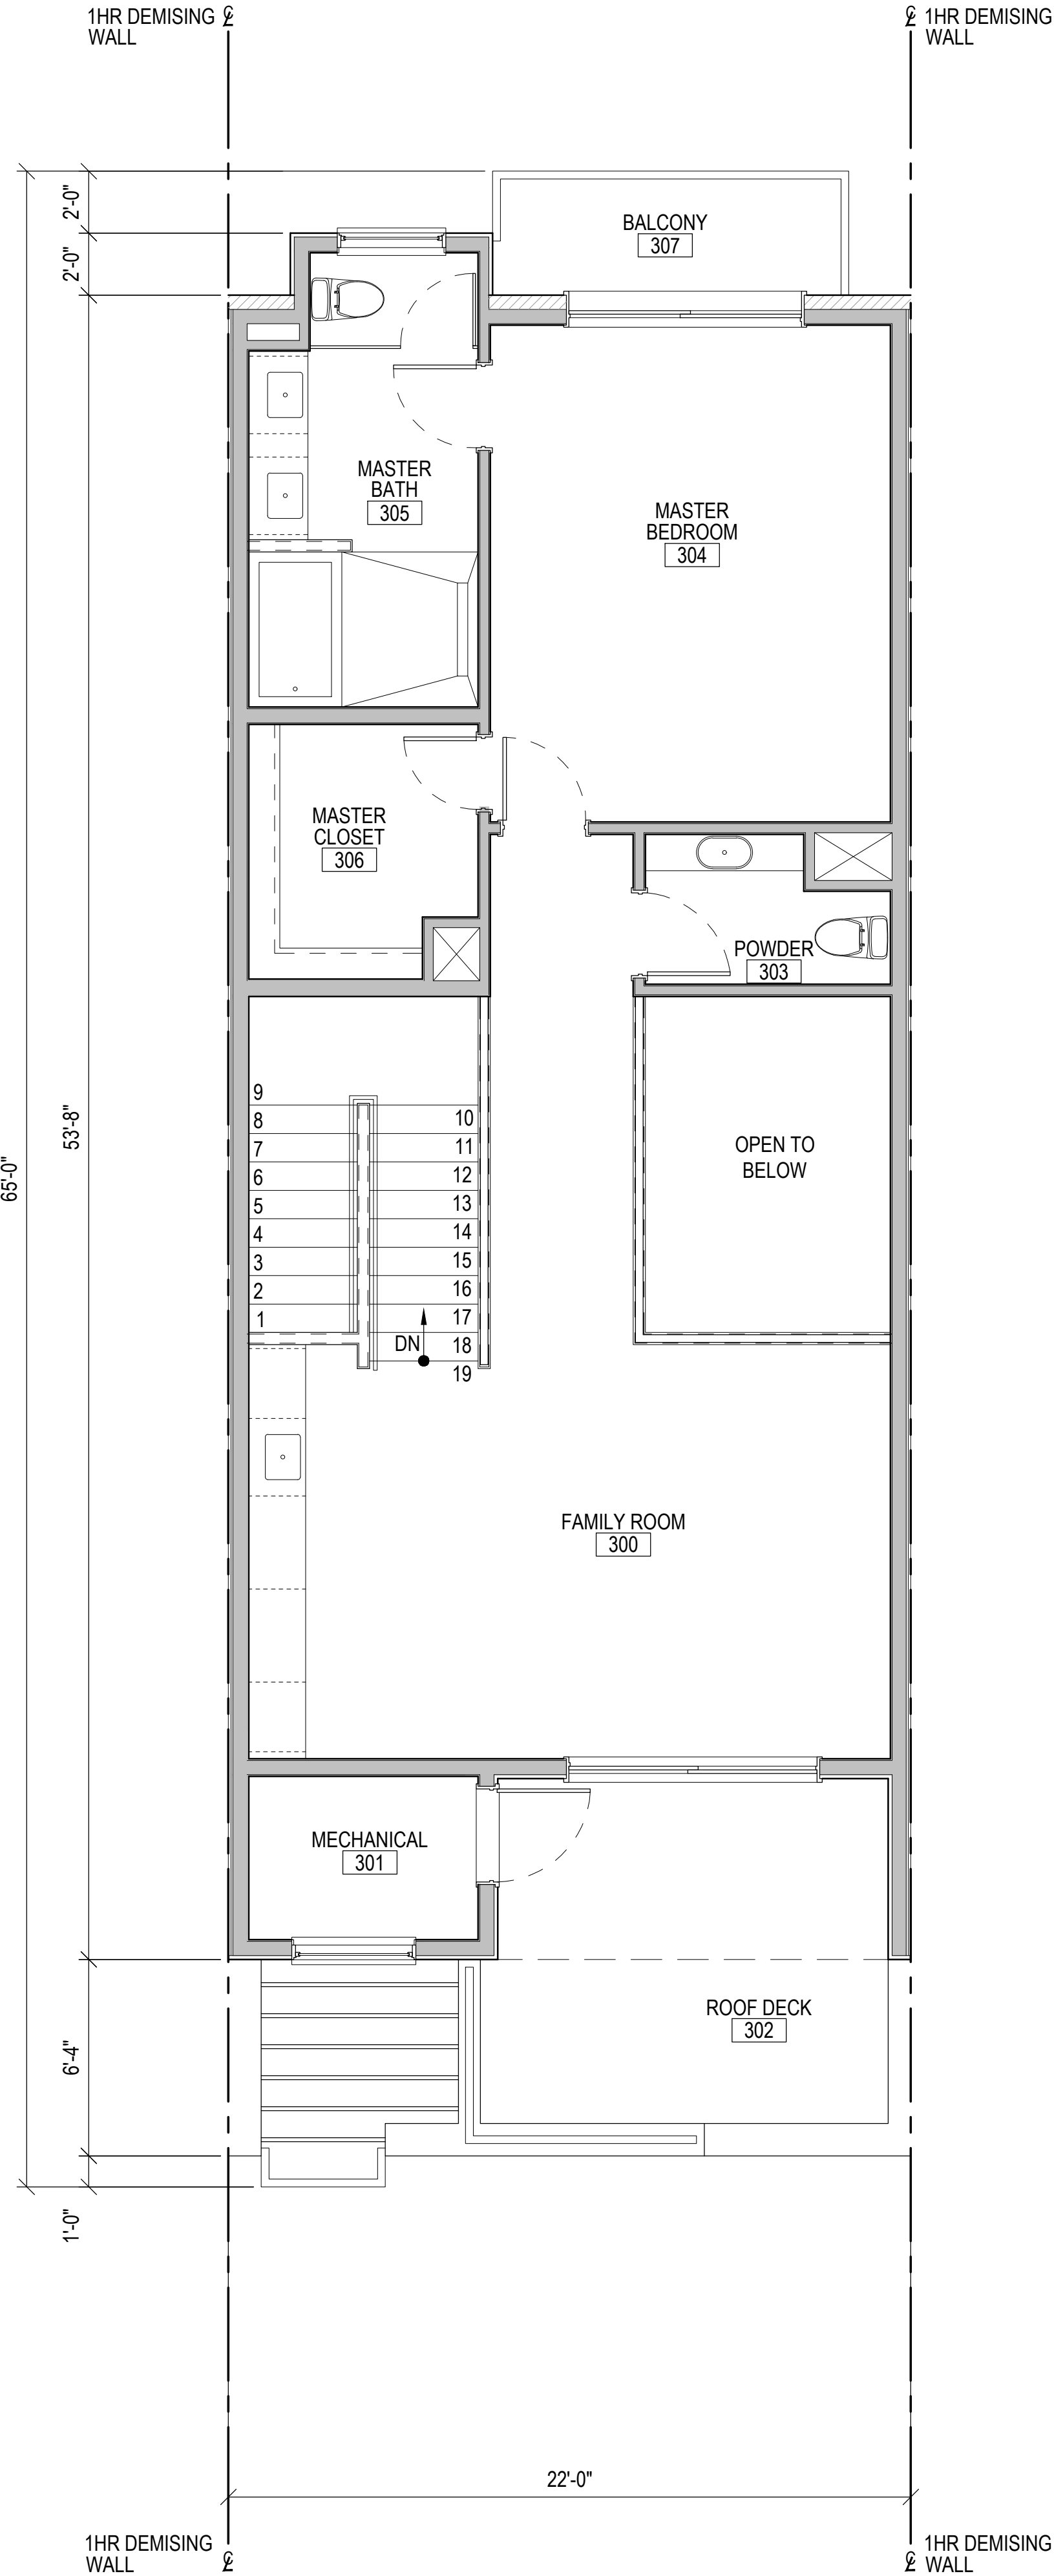 1HR DEMISING ℄
WALL
℄ 1HR DEMISING
WALL
2'-0"
2'-0"
BALCONY
307
MASTER
BATH
305
MASTER
BEDROOM
304
MASTER
CLOSET
306
POWDER
303
53'-8"
65'-0"
9
8
7
6
5
4
3
2
1
10
11
12
13
14
15
16
17
18
19
DN
OPEN TO
BELOW
FAMILY ROOM
300
MECHANICAL
301
ROOF DECK
302
6'-4"
1'-0"
22'-0"
1HR DEMISING
WALL ℄
1HR DEMISING
℄ WALL